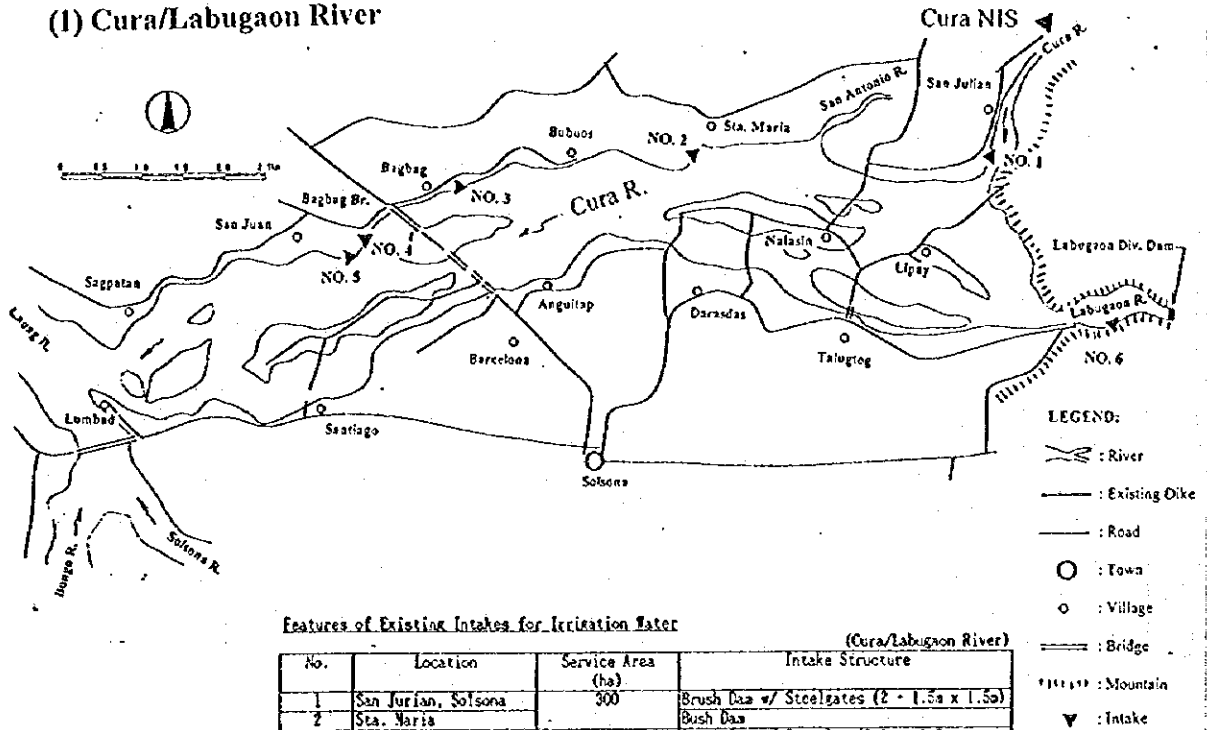 (1) Cura/Labugaon River
Cura NIS
Cura R.
San Julian
San Antonio R.
Sta. Maria
NO. 2
NO. 1
Bubuos
Bagbag
NO. 3
Cura R.
Bagbag Br.
San Juan
NO. 4
NO. 5
Nalasin
Lipay
Labugaon Div. Dam
Labugaon R.
Sagpatan
Anguitap
Darasdas
Talugtog
NO. 6
Barcelona
Laoag R.
Lumbad
Santiago
Solsona
Bongo R.
Solsona R.
LEGEND:
: River
: Existing Dike
: Road
: Town
: Village
: Bridge
: Mountain
: Intake
Features of Existing Intakes for Irrigation Water
(Cura/Labugaon River)
No. Location Service Area (ha) Intake Structure
1 San Jurian, Solsona 300 Brush Dam w/ Steelgates (2 - 1.5m x 1.5m)
2 Sta. Maria Bush Dam